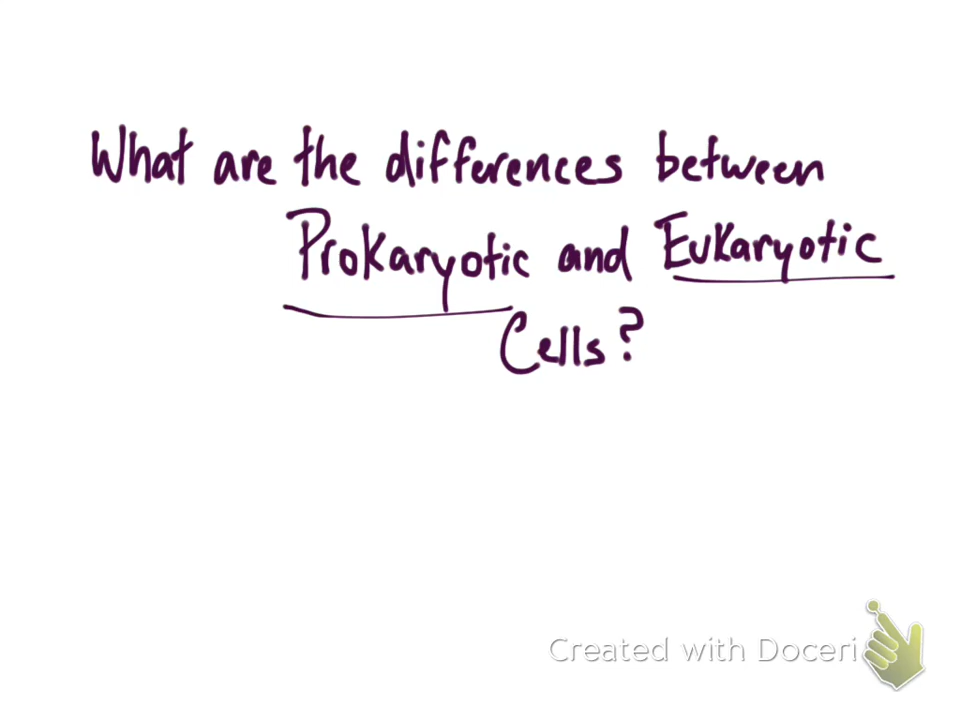 What are the differences between
Prokaryotic and Eukaryotic
Cells?
Created with Doceri